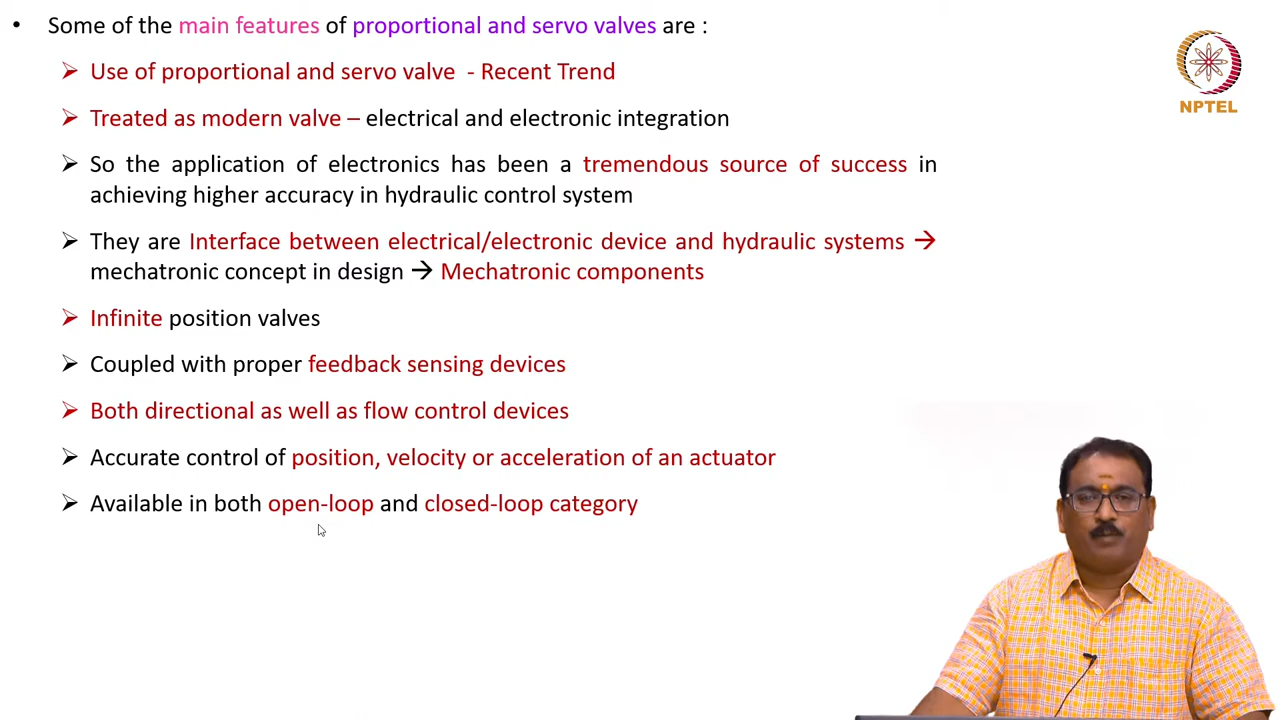 • Some of the main features of proportional and servo valves are :
➢ Use of proportional and servo valve - Recent Trend
➢ Treated as modern valve – electrical and electronic integration
➢ So the application of electronics has been a tremendous source of success in
achieving higher accuracy in hydraulic control system
➢ They are Interface between electrical/electronic device and hydraulic systems →
mechatronic concept in design → Mechatronic components
➢ Infinite position valves
➢ Coupled with proper feedback sensing devices
➢ Both directional as well as flow control devices
➢ Accurate control of position, velocity or acceleration of an actuator
➢ Available in both open-loop and closed-loop category
NPTEL